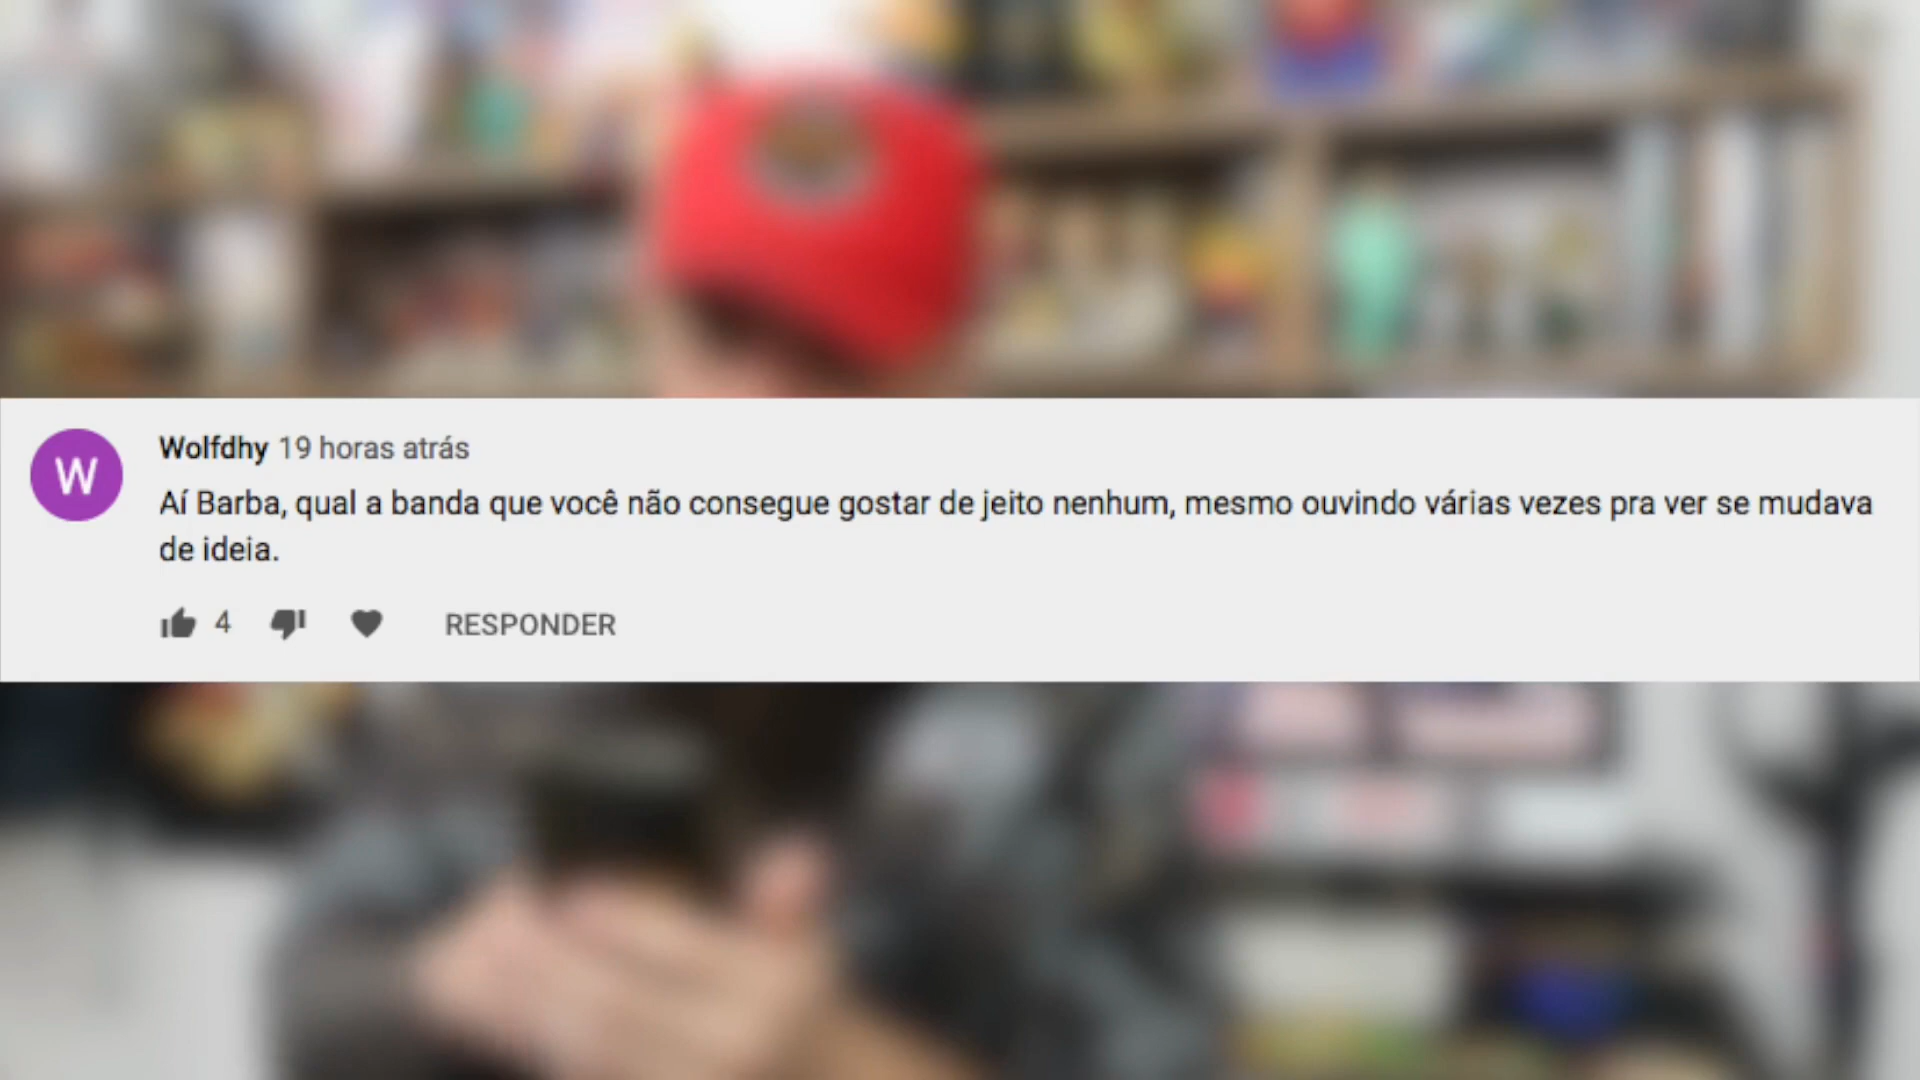 W
Wolfdhy 19 horas atrás
Aí Barba, qual a banda que você não consegue gostar de jeito nenhum, mesmo ouvindo várias vezes pra ver se mudava
de ideia.
4 RESPONDER